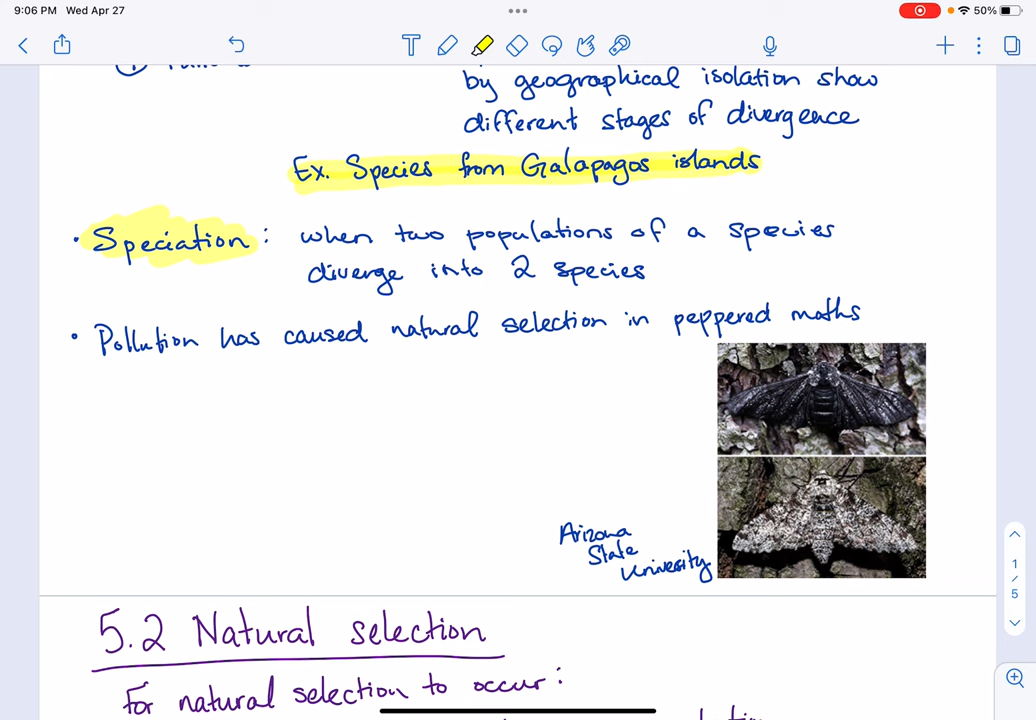 9:06 PM Wed Apr 27
50%
by geographical isolation show
different stages of divergence
Ex. Species from Galapagos islands
• Speciation: when two populations of a species
diverge into 2 species
• Pollution has caused natural selection in peppered moths
Arizona
State
University
1
/
5
5.2 Natural selection
For natural selection to occur: